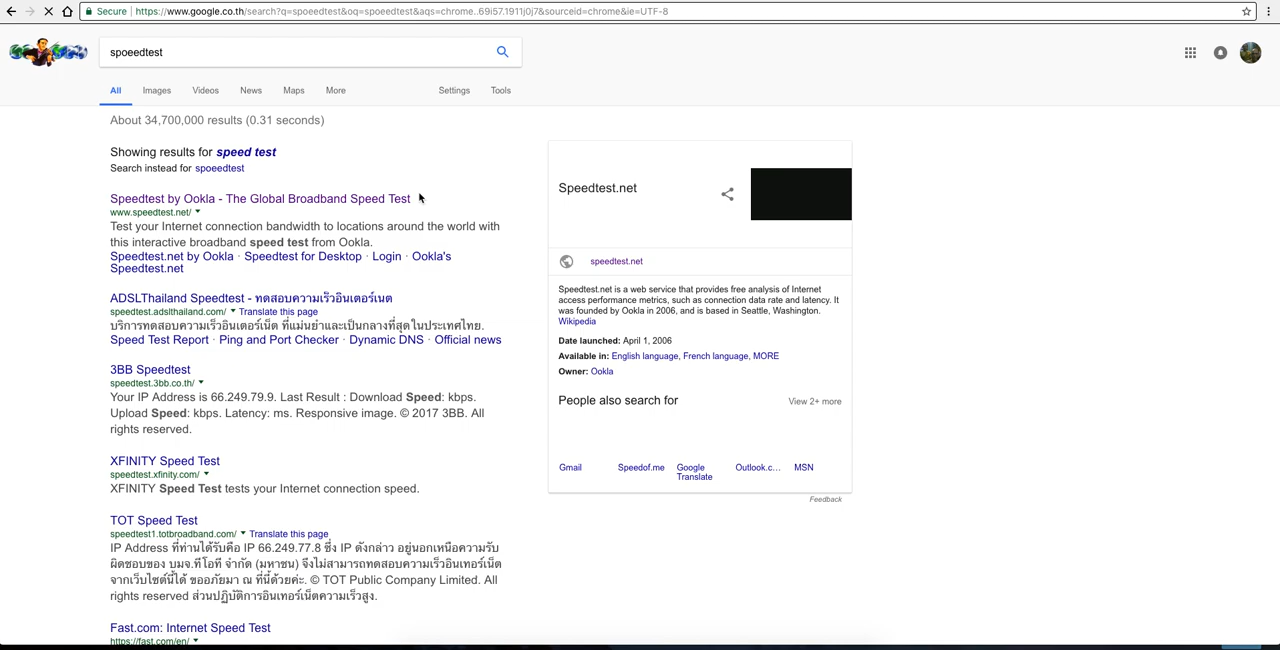 Secure https://www.google.co.th/search?q=spoeedtest&oq=spoeedtest&aqs=chrome..69i57.1911j0j7&sourceid=chrome&ie=UTF-8
spoeedtest
All Images Videos News Maps More Settings Tools
About 34,700,000 results (0.31 seconds)
Showing results for speed test
Search instead for spoeedtest
Speedtest by Ookla - The Global Broadband Speed Test
www.speedtest.net/
Test your Internet connection bandwidth to locations around the world with
this interactive broadband speed test from Ookla.
Speedtest.net by Ookla · Speedtest for Desktop · Login · Ookla's
Speedtest.net
ADSLThailand Speedtest - ทดสอบความเร็วอินเตอร์เนต
speedtest.adslthailand.com/ Translate this page
บริการทดสอบความเร็วอินเตอร์เน็ต ที่แม่นยำและเป็นกลางที่สุดในประเทศไทย.
Speed Test Report · Ping and Port Checker · Dynamic DNS · Official news
3BB Speedtest
speedtest.3bb.co.th/
Your IP Address is 66.249.79.9. Last Result : Download Speed: kbps.
Upload Speed: kbps. Latency: ms. Responsive image. © 2017 3BB. All
rights reserved.
XFINITY Speed Test
speedtest.xfinity.com/
XFINITY Speed Test tests your Internet connection speed.
TOT Speed Test
speedtest1.totbroadband.com/ Translate this page
IP Address ที่ท่านได้รับคือ IP 66.249.77.8 ซึ่ง IP ดังกล่าว อยู่นอกเหนือความรับ
ผิดชอบของ บมจ.ทีโอที จำกัด (มหาชน) จึงไม่สามารถทดสอบความเร็วอินเทอร์เน็ต
จากเว็บไซต์นี้ได้ ขออภัยมา ณ ที่นี้ด้วยค่ะ. © TOT Public Company Limited. All
rights reserved ส่วนปฏิบัติการอินเทอร์เน็ตความเร็วสูง.
Fast.com: Internet Speed Test
https://fast.com/en/
Speedtest.net
speedtest.net
Speedtest.net is a web service that provides free analysis of Internet
access performance metrics, such as connection data rate and latency. It
was founded by Ookla in 2006, and is based in Seattle, Washington.
Wikipedia
Date launched: April 1, 2006
Available in: English language, French language, MORE
Owner: Ookla
People also search for View 2+ more
Gmail Speedof.me Google Outlook.c... MSN
Translate
Feedback